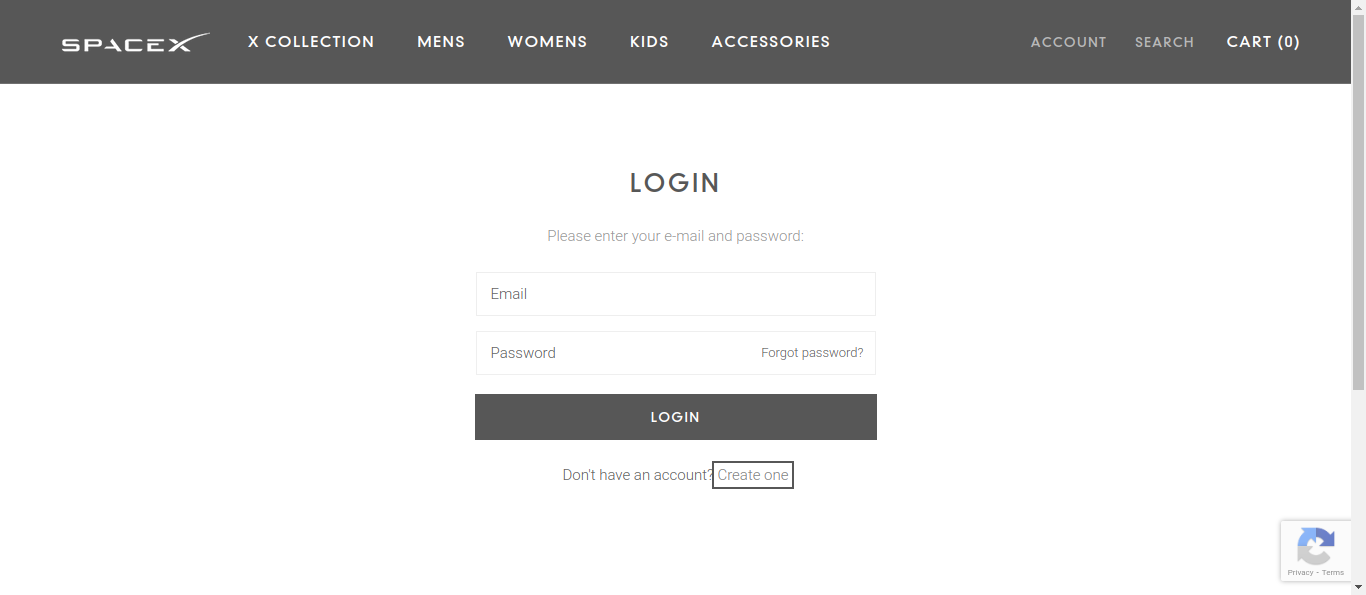 SPACEX X COLLECTION MENS WOMENS KIDS ACCESSORIES ACCOUNT SEARCH CART (0)
LOGIN
Please enter your e-mail and password:
Email
Password Forgot password?
LOGIN
Don't have an account? Create one
Privacy - Terms